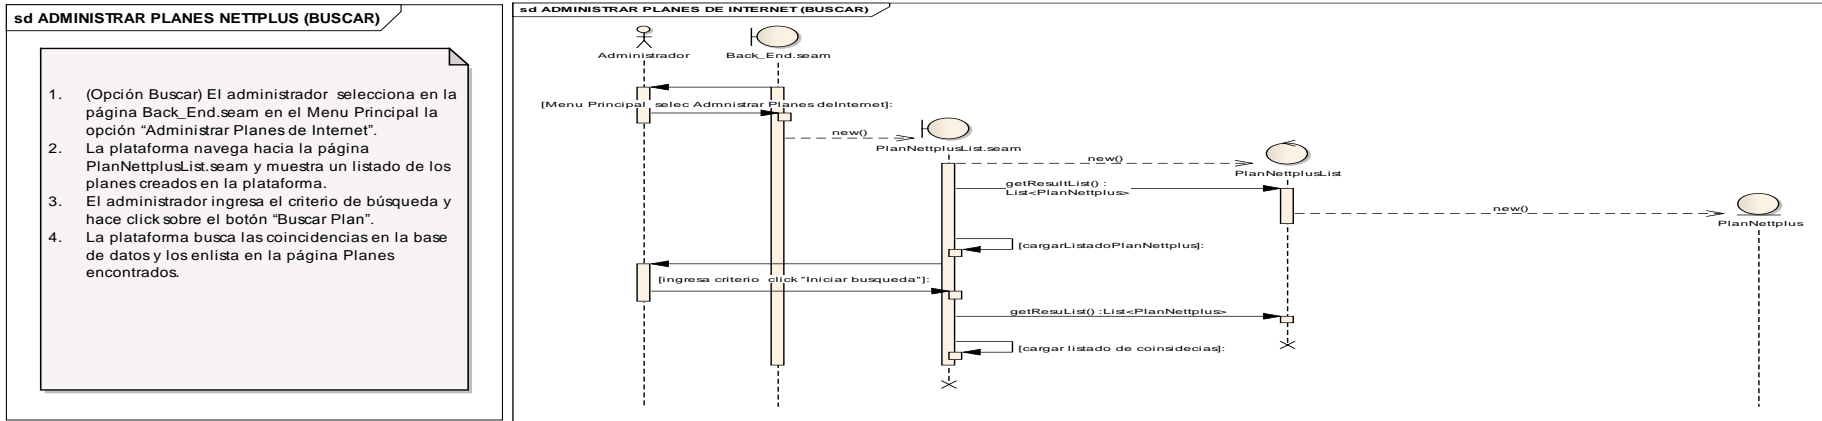 sd ADMINISTRAR PLANES NETTPLUS (BUSCAR)
1. (Opción Buscar) El administrador selecciona en la
página Back_End.seam en el Menu Principal la
opción “Administrar Planes de Internet”.
2. La plataforma navega hacia la página
PlanNettplusList.seam y muestra un listado de los
planes creados en la plataforma.
3. El administrador ingresa el criterio de búsqueda y
hace click sobre el botón “Buscar Plan”.
4. La plataforma busca las coincidencias en la base
de datos y los enlista en la página Planes
encontrados.
sd ADMINISTRAR PLANES DE INTERNET (BUSCAR)
Administrador
Back_End.seam
[Menu Principal selec Admnistrar Planes deInternet]:
new()
PlanNettplusList.seam
new()
PlanNettplusList
getResultList() :
List<PlanNettplus>
new()
PlanNettplus
[cargarListadoPlanNettplus]:
[ingresa criterio click "Iniciar busqueda"]:
getResuList() :List<PlanNettplus>
[cargar listado de coinsidecias]: